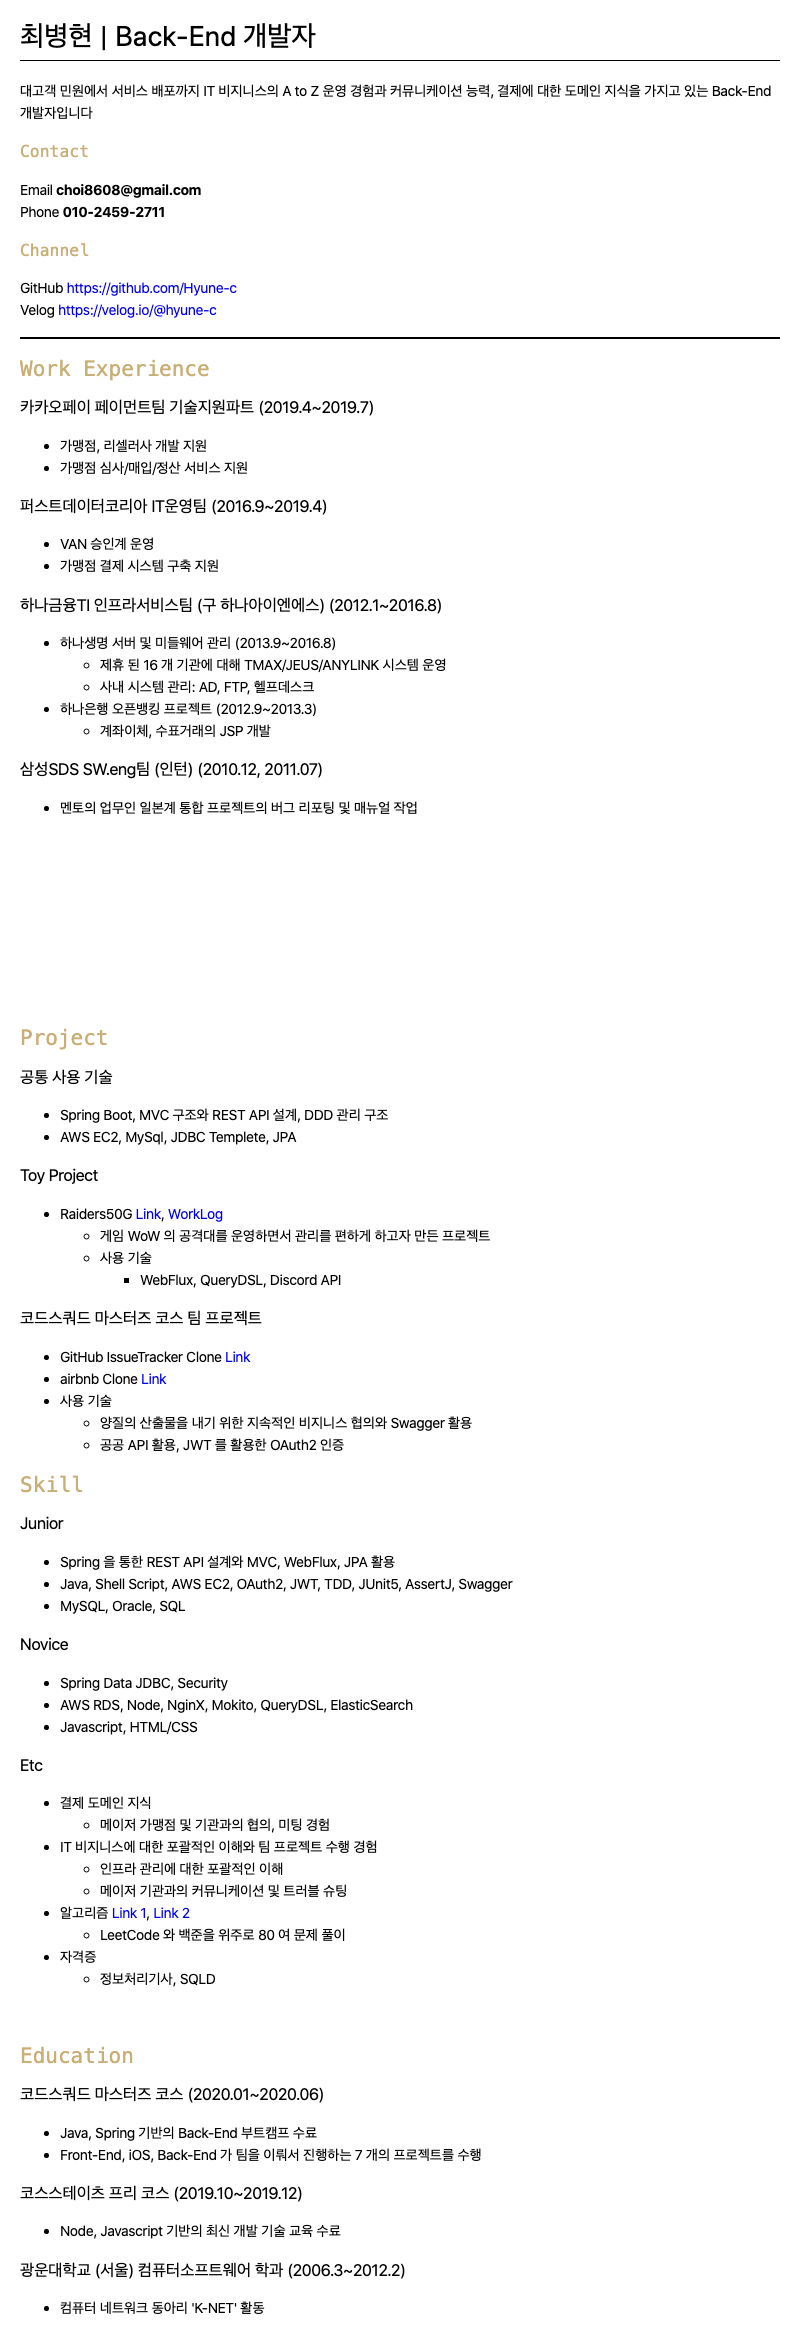 최병현 | Back-End 개발자
대고객 민원에서 서비스 배포까지 IT 비지니스의 A to Z 운영 경험과 커뮤니케이션 능력, 결제에 대한 도메인 지식을 가지고 있는 Back-End
개발자입니다
Contact
Email choi8608@gmail.com
Phone 010-2459-2711
Channel
GitHub https://github.com/Hyune-c
Velog https://velog.io/@hyune-c
Work Experience
카카오페이 페이먼트팀 기술지원파트 (2019.4~2019.7)
• 가맹점, 리셀러사 개발 지원
• 가맹점 심사/매입/정산 서비스 지원
퍼스트데이터코리아 IT운영팀 (2016.9~2019.4)
• VAN 승인계 운영
• 가맹점 결제 시스템 구축 지원
하나금융TI 인프라서비스팀 (구 하나아이엔에스) (2012.1~2016.8)
• 하나생명 서버 및 미들웨어 관리 (2013.9~2016.8)
◦ 제휴 된 16 개 기관에 대해 TMAX/JEUS/ANYLINK 시스템 운영
◦ 사내 시스템 관리: AD, FTP, 헬프데스크
• 하나은행 오픈뱅킹 프로젝트 (2012.9~2013.3)
◦ 계좌이체, 수표거래의 JSP 개발
삼성SDS SW.eng팀 (인턴) (2010.12, 2011.07)
• 멘토의 업무인 일본계 통합 프로젝트의 버그 리포팅 및 매뉴얼 작업
Project
공통 사용 기술
• Spring Boot, MVC 구조와 REST API 설계, DDD 관리 구조
• AWS EC2, MySql, JDBC Templete, JPA
Toy Project
• Raiders50G Link, WorkLog
◦ 게임 WoW 의 공격대를 운영하면서 관리를 편하게 하고자 만든 프로젝트
◦ 사용 기술
▪ WebFlux, QueryDSL, Discord API
코드스쿼드 마스터즈 코스 팀 프로젝트
• GitHub IssueTracker Clone Link
• airbnb Clone Link
• 사용 기술
◦ 양질의 산출물을 내기 위한 지속적인 비지니스 협의와 Swagger 활용
◦ 공공 API 활용, JWT 를 활용한 OAuth2 인증
Skill
Junior
• Spring 을 통한 REST API 설계와 MVC, WebFlux, JPA 활용
• Java, Shell Script, AWS EC2, OAuth2, JWT, TDD, JUnit5, AssertJ, Swagger
• MySQL, Oracle, SQL
Novice
• Spring Data JDBC, Security
• AWS RDS, Node, NginX, Mokito, QueryDSL, ElasticSearch
• Javascript, HTML/CSS
Etc
• 결제 도메인 지식
◦ 메이저 가맹점 및 기관과의 협의, 미팅 경험
• IT 비지니스에 대한 포괄적인 이해와 팀 프로젝트 수행 경험
◦ 인프라 관리에 대한 포괄적인 이해
◦ 메이저 기관과의 커뮤니케이션 및 트러블 슈팅
• 알고리즘 Link 1, Link 2
◦ LeetCode 와 백준을 위주로 80 여 문제 풀이
• 자격증
◦ 정보처리기사, SQLD
Education
코드스쿼드 마스터즈 코스 (2020.01~2020.06)
• Java, Spring 기반의 Back-End 부트캠프 수료
• Front-End, iOS, Back-End 가 팀을 이뤄서 진행하는 7 개의 프로젝트를 수행
코스스테이츠 프리 코스 (2019.10~2019.12)
• Node, Javascript 기반의 최신 개발 기술 교육 수료
광운대학교 (서울) 컴퓨터소프트웨어 학과 (2006.3~2012.2)
• 컴퓨터 네트워크 동아리 'K-NET' 활동